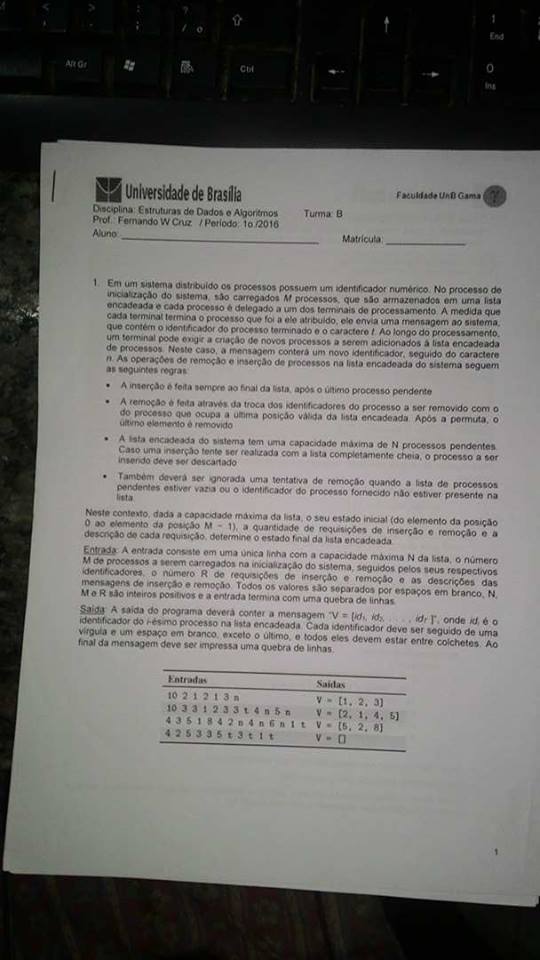 1
End
Alt Gr
Ctrl
0
Ins
Universidade de Brasília
Faculdade UnB Gama
Disciplina: Estruturas de Dados e Algoritmos Turma: B
Prof.: Fernando W Cruz / Período: 1o./2016
Aluno:
Matrícula:
1. Em um sistema distribuído os processos possuem um identificador numérico. No processo de
inicialização do sistema, são carregados M processos, que são armazenados em uma lista
encadeada e cada processo é delegado a um dos terminais de processamento. A medida que
cada terminal termina o processo que foi a ele atribuído, ele envia uma mensagem ao sistema,
que contém o identificador do processo terminado e o caractere t. Ao longo do processamento,
um terminal pode exigir a criação de novos processos a serem adicionados à lista encadeada
de processos. Neste caso, a mensagem conterá um novo identificador, seguido do caractere
n. As operações de remoção e inserção de processos na lista encadeada do sistema seguem
as seguintes regras:
• A inserção é feita sempre ao final da lista, após o último processo pendente
• A remoção é feita através da troca dos identificadores do processo a ser removido com o
do processo que ocupa a última posição válida da lista encadeada. Após a permuta, o
último elemento é removido
• A lista encadeada do sistema tem uma capacidade máxima de N processos pendentes.
Caso uma inserção tente ser realizada com a lista completamente cheia, o processo a ser
inserido deve ser descartado
• Também deverá ser ignorada uma tentativa de remoção quando a lista de processos
pendentes estiver vazia ou o identificador do processo fornecido não estiver presente na
lista.
Neste contexto, dada a capacidade máxima da lista, o seu estado inicial (do elemento da posição
0 ao elemento da posição M – 1), a quantidade de requisições de inserção e remoção e a
descrição de cada requisição, determine o estado final da lista encadeada.
Entrada: A entrada consiste em uma única linha com a capacidade máxima N da lista, o número
M de processos a serem carregados na inicialização do sistema, seguidos pelos seus respectivos
identificadores, o número R de requisições de inserção e remoção e as descrições das
mensagens de inserção e remoção. Todos os valores são separados por espaços em branco, N,
M e R são inteiros positivos e a entrada termina com uma quebra de linhas.
Saída: A saída do programa deverá conter a mensagem "V = [id1, id2, . . . , idT ]", onde idi é o
identificador do i-ésimo processo na lista encadeada. Cada identificador deve ser seguido de uma
vírgula e um espaço em branco, exceto o último, e todos eles devem estar entre colchetes. Ao
final da mensagem deve ser impressa uma quebra de linhas.
Entradas Saídas
10 2 1 2 1 3 n V = [1, 2, 3]
10 3 3 1 2 3 3 t 4 n 5 n V = [2, 1, 4, 5]
4 3 5 1 8 4 2 n 4 n 6 n 1 t V = [5, 2, 8]
4 2 5 3 3 5 t 3 t 1 t V = []
1